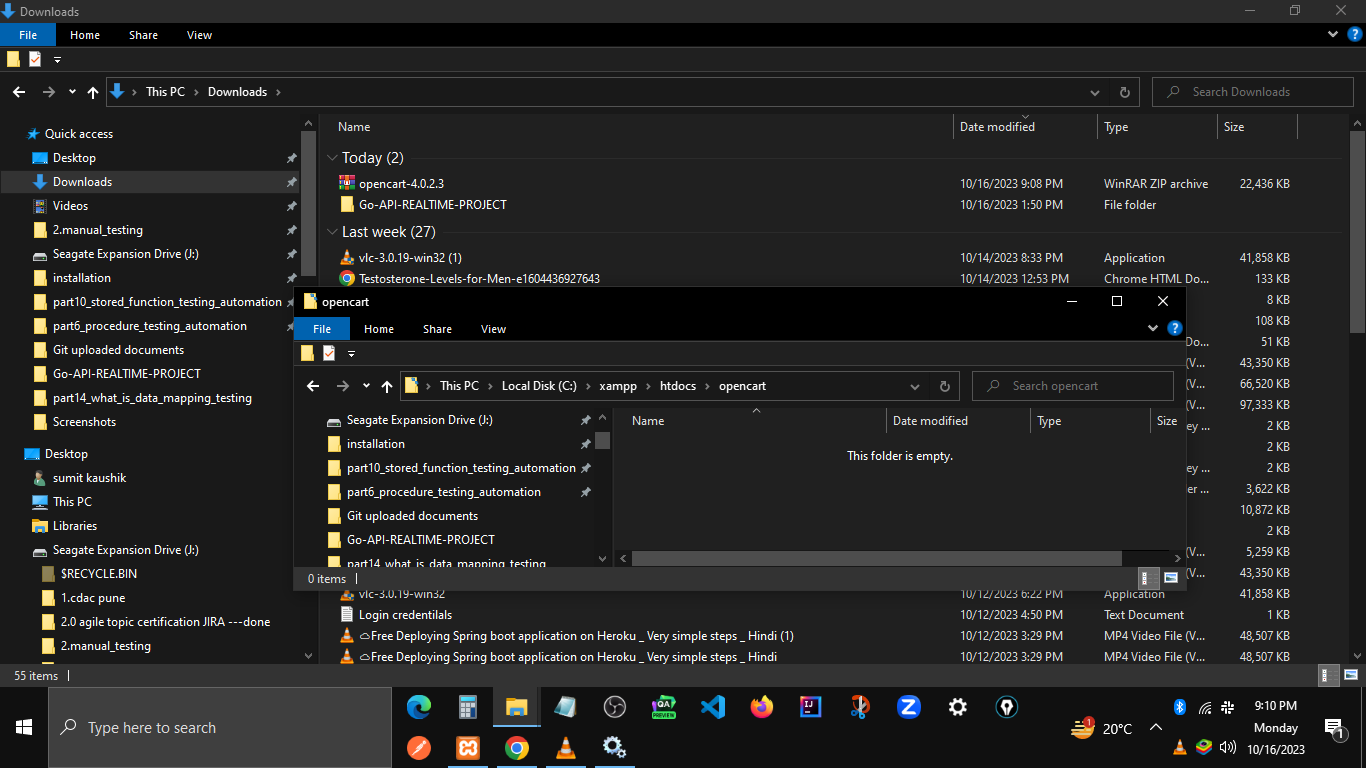 Downloads
File Home Share View
This PC Downloads
Search Downloads
Name Date modified Type Size
Quick access
Desktop
Downloads
Videos
2.manual_testing
Seagate Expansion Drive (J:)
installation
part10_stored_function_testing_automation
part6_procedure_testing_automation
Git uploaded documents
Go-API-REALTIME-PROJECT
part14_what_is_data_mapping_testing
Screenshots
Desktop
sumit kaushik
This PC
Libraries
Seagate Expansion Drive (J:)
$RECYCLE.BIN
1.cdac pune
2.0 agile topic certification JIRA ---done
2.manual_testing
Today (2)
opencart-4.0.2.3 10/16/2023 9:08 PM WinRAR ZIP archive 22,436 KB
Go-API-REALTIME-PROJECT 10/16/2023 1:50 PM File folder
Last week (27)
vlc-3.0.19-win32 (1) 10/14/2023 8:33 PM Application 41,858 KB
Testosterone-Levels-for-Men-e1604436927643 10/14/2023 12:53 PM Chrome HTML Do... 133 KB
8 KB
108 KB
Do... 51 KB
(V... 43,350 KB
(V... 66,520 KB
(V... 97,333 KB
ey ... 2 KB
2 KB
ey ... 2 KB
er ... 3,622 KB
10,872 KB
2 KB
(V... 5,259 KB
(V... 43,350 KB
vlc-3.0.19-win32 10/12/2023 6:22 PM Application 41,858 KB
Login credentilals 10/12/2023 4:50 PM Text Document 1 KB
Free Deploying Spring boot application on Heroku _ Very simple steps _ Hindi (1) 10/12/2023 3:29 PM MP4 Video File (V... 48,507 KB
Free Deploying Spring boot application on Heroku _ Very simple steps _ Hindi 10/12/2023 3:29 PM MP4 Video File (V... 48,507 KB
opencart
File Home Share View
This PC Local Disk (C:) xampp htdocs opencart
Search opencart
Name Date modified Type Size
Seagate Expansion Drive (J:)
installation
part10_stored_function_testing_automation
part6_procedure_testing_automation
Git uploaded documents
Go-API-REALTIME-PROJECT
part14_what_is_data_mapping_testing
This folder is empty.
0 items
55 items
Type here to search
QA
PREVIEW
IJ
1
20°C
9:10 PM
Monday
10/16/2023
1